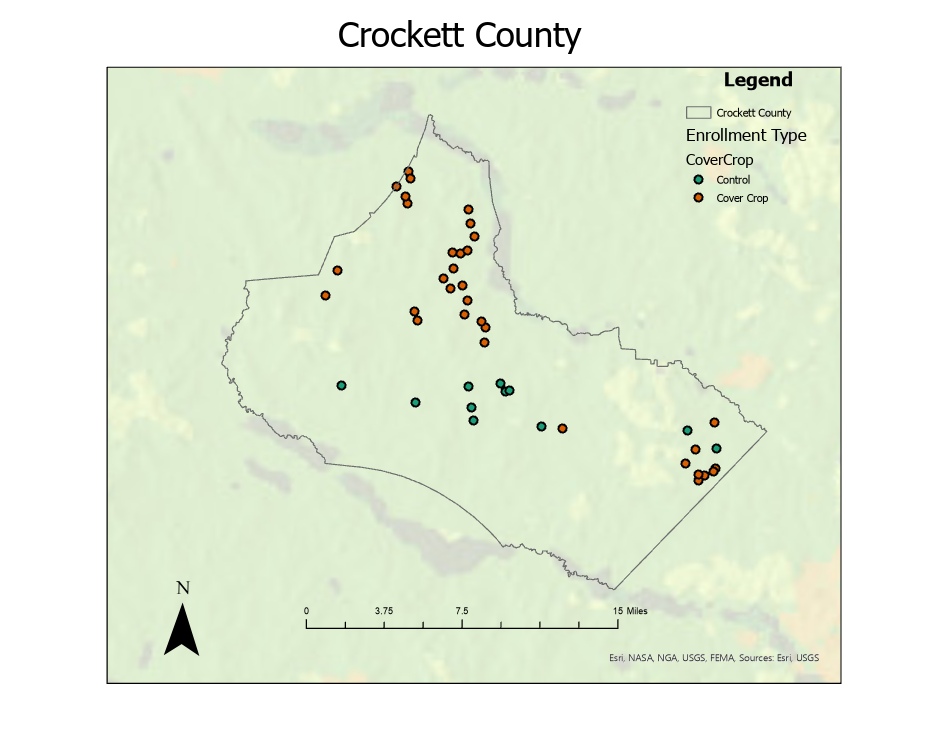 Crockett County
Legend
Crockett County
Enrollment Type
CoverCrop
Control
Cover Crop
N
0 3.75 7.5 15 Miles
Esri, NASA, NGA, USGS, FEMA, Sources: Esri, USGS